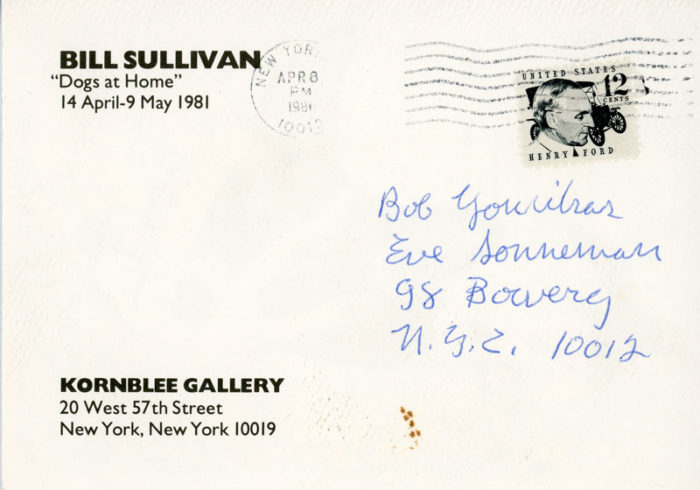 BILL SULLIVAN
“Dogs at Home”
14 April-9 May 1981
NEW YORK
APR 8
PM
1981
10019
UNITED STATES
12
CENTS
HENRY FORD
Bob
Eve Sonneman
98 Bowery
N.Y.C. 10012
KORNBLEE GALLERY
20 West 57th Street
New York, New York 10019